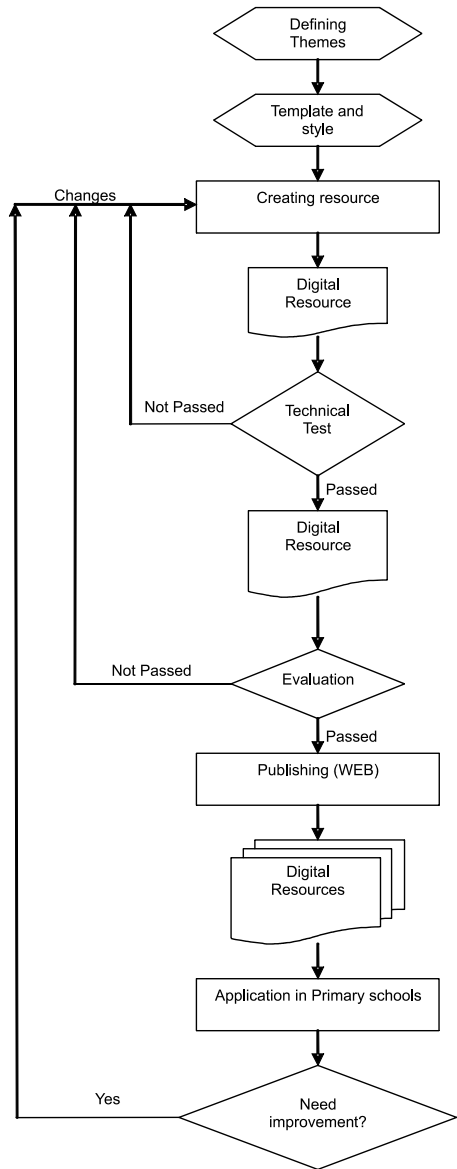 Defining
Themes
Template and
style
Changes
Creating resource
Digital
Resource
Not Passed
Technical
Test
Passed
Digital
Resource
Not Passed
Evaluation
Passed
Publishing (WEB)
Digital
Resources
Application in Primary schools
Yes
Need
improvement?